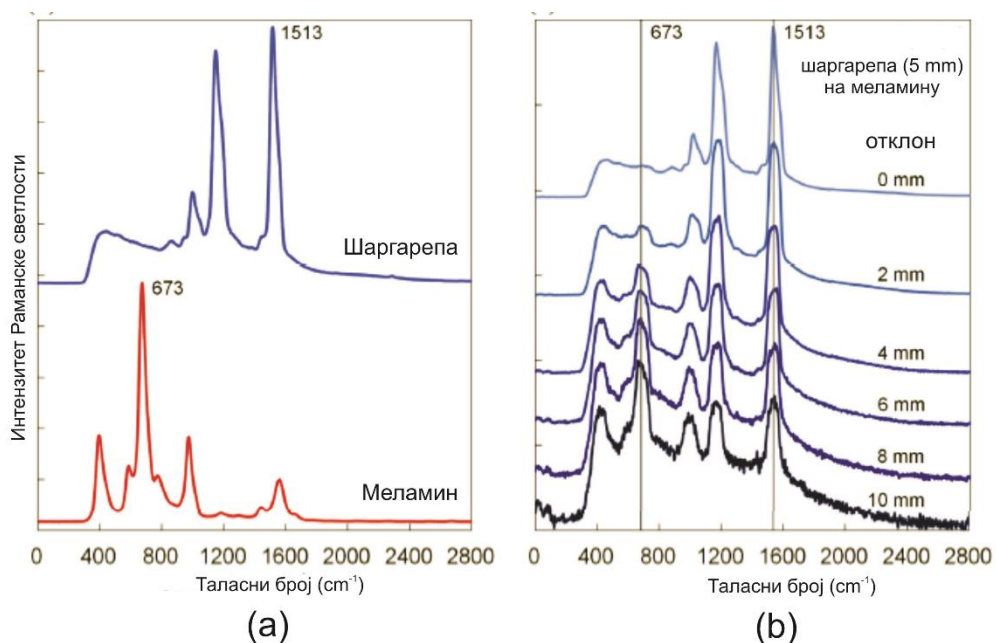 Интензитет Раманске светлости
1513
Шаргарепа
673
Меламин
0 400 800 1200 1600 2000 2400 2800
Таласни број (cm⁻¹)
(a)
673
1513
шаргарепа (5 mm)
на меламину
отклон
0 mm
2 mm
4 mm
6 mm
8 mm
10 mm
0 400 800 1200 1600 2000 2400 2800
Таласни број (cm⁻¹)
(b)